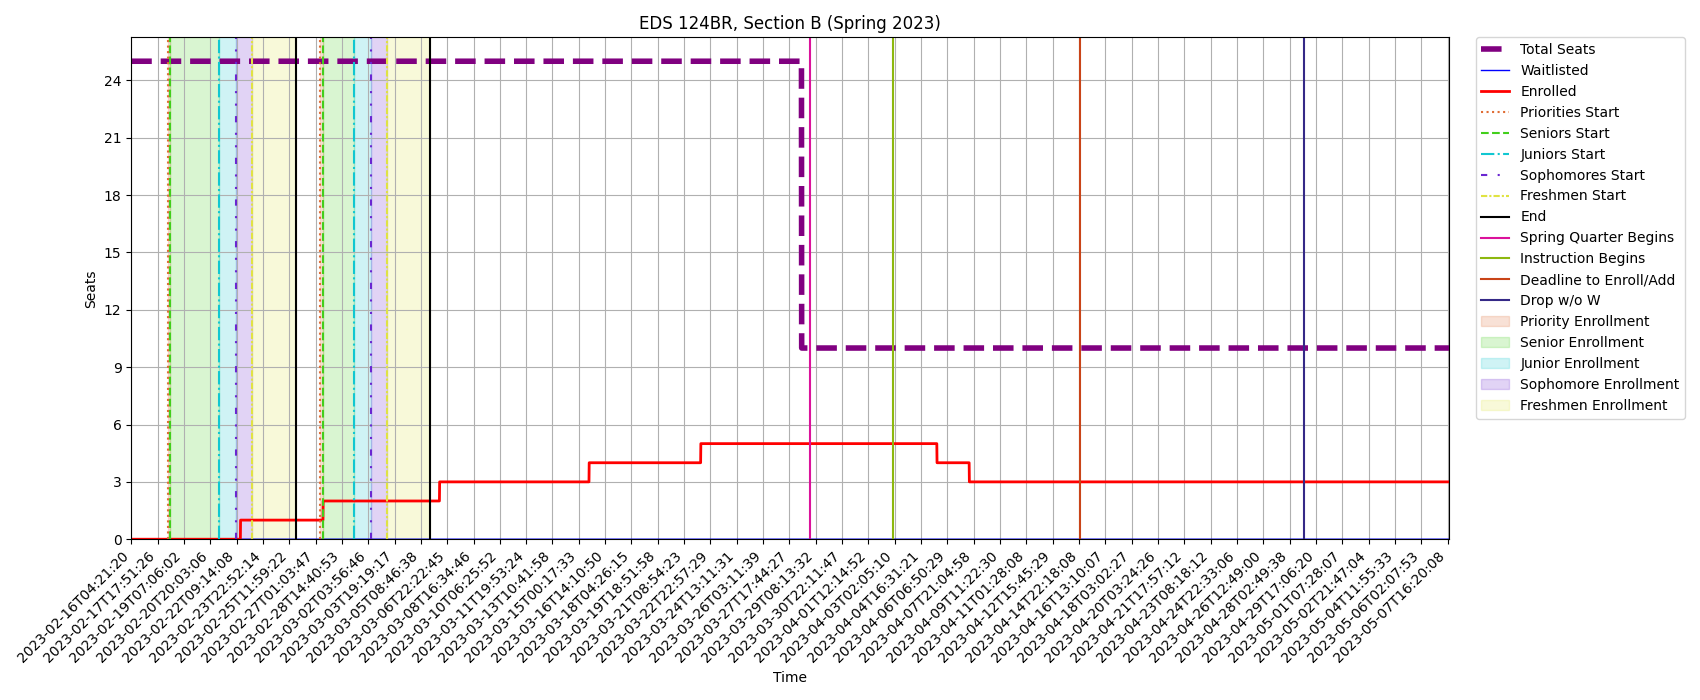 EDS 124BR, Section B (Spring 2023)
Seats
24
21
18
15
12
9
6
3
0
2023-02-16T04:21:20
2023-02-17T17:51:26
2023-02-19T07:06:02
2023-02-20T20:03:06
2023-02-22T09:14:08
2023-02-23T22:52:14
2023-02-25T11:59:22
2023-02-27T01:03:47
2023-02-28T14:40:53
2023-03-02T03:56:46
2023-03-03T19:19:17
2023-03-05T08:46:38
2023-03-06T22:22:45
2023-03-08T16:34:46
2023-03-10T06:25:52
2023-03-11T19:53:24
2023-03-13T10:41:58
2023-03-15T00:17:33
2023-03-16T14:10:50
2023-03-18T04:26:15
2023-03-19T18:51:58
2023-03-21T08:54:23
2023-03-22T22:57:29
2023-03-24T13:11:31
2023-03-26T03:11:39
2023-03-27T17:44:27
2023-03-29T08:13:32
2023-03-30T22:11:47
2023-04-01T12:14:52
2023-04-03T02:05:10
2023-04-04T16:31:21
2023-04-06T06:50:29
2023-04-07T21:04:58
2023-04-09T11:22:30
2023-04-11T01:28:08
2023-04-12T15:45:29
2023-04-14T22:18:08
2023-04-16T13:10:07
2023-04-18T03:02:27
2023-04-20T03:24:26
2023-04-21T17:57:12
2023-04-23T08:18:12
2023-04-24T22:33:06
2023-04-26T12:49:00
2023-04-28T02:49:38
2023-04-29T17:06:20
2023-05-01T07:28:07
2023-05-02T21:47:04
2023-05-04T11:55:33
2023-05-06T02:07:53
2023-05-07T16:20:08
Time
Total Seats
Waitlisted
Enrolled
Priorities Start
Seniors Start
Juniors Start
Sophomores Start
Freshmen Start
End
Spring Quarter Begins
Instruction Begins
Deadline to Enroll/Add
Drop w/o W
Priority Enrollment
Senior Enrollment
Junior Enrollment
Sophomore Enrollment
Freshmen Enrollment